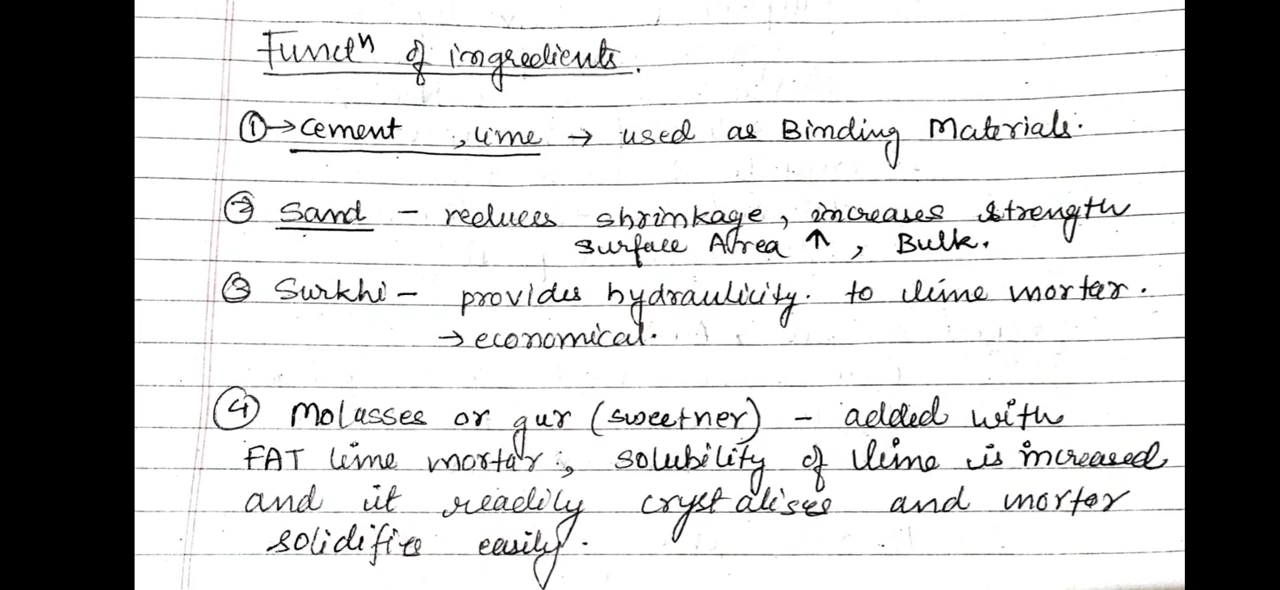 Functⁿ of ingredients.
① → Cement , lime → used as Binding Materials.
② Sand - reduces shrinkage, increases strength
surface Area ↑ , Bulk.
③ Surkhi - provides hydraulicity. to lime mortar.
→ economical.
④ Molasses or gur (sweetner) - added with
FAT lime mortar, solubility of lime is increased
and it readily crystalises and mortar
solidifies easily.